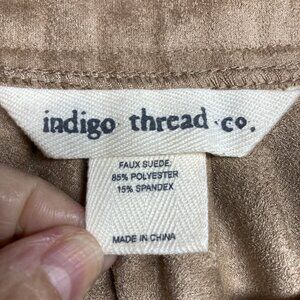 indigo thread co.
FAUX SUEDE:
85% POLYESTER
15% SPANDEX
MADE IN CHINA